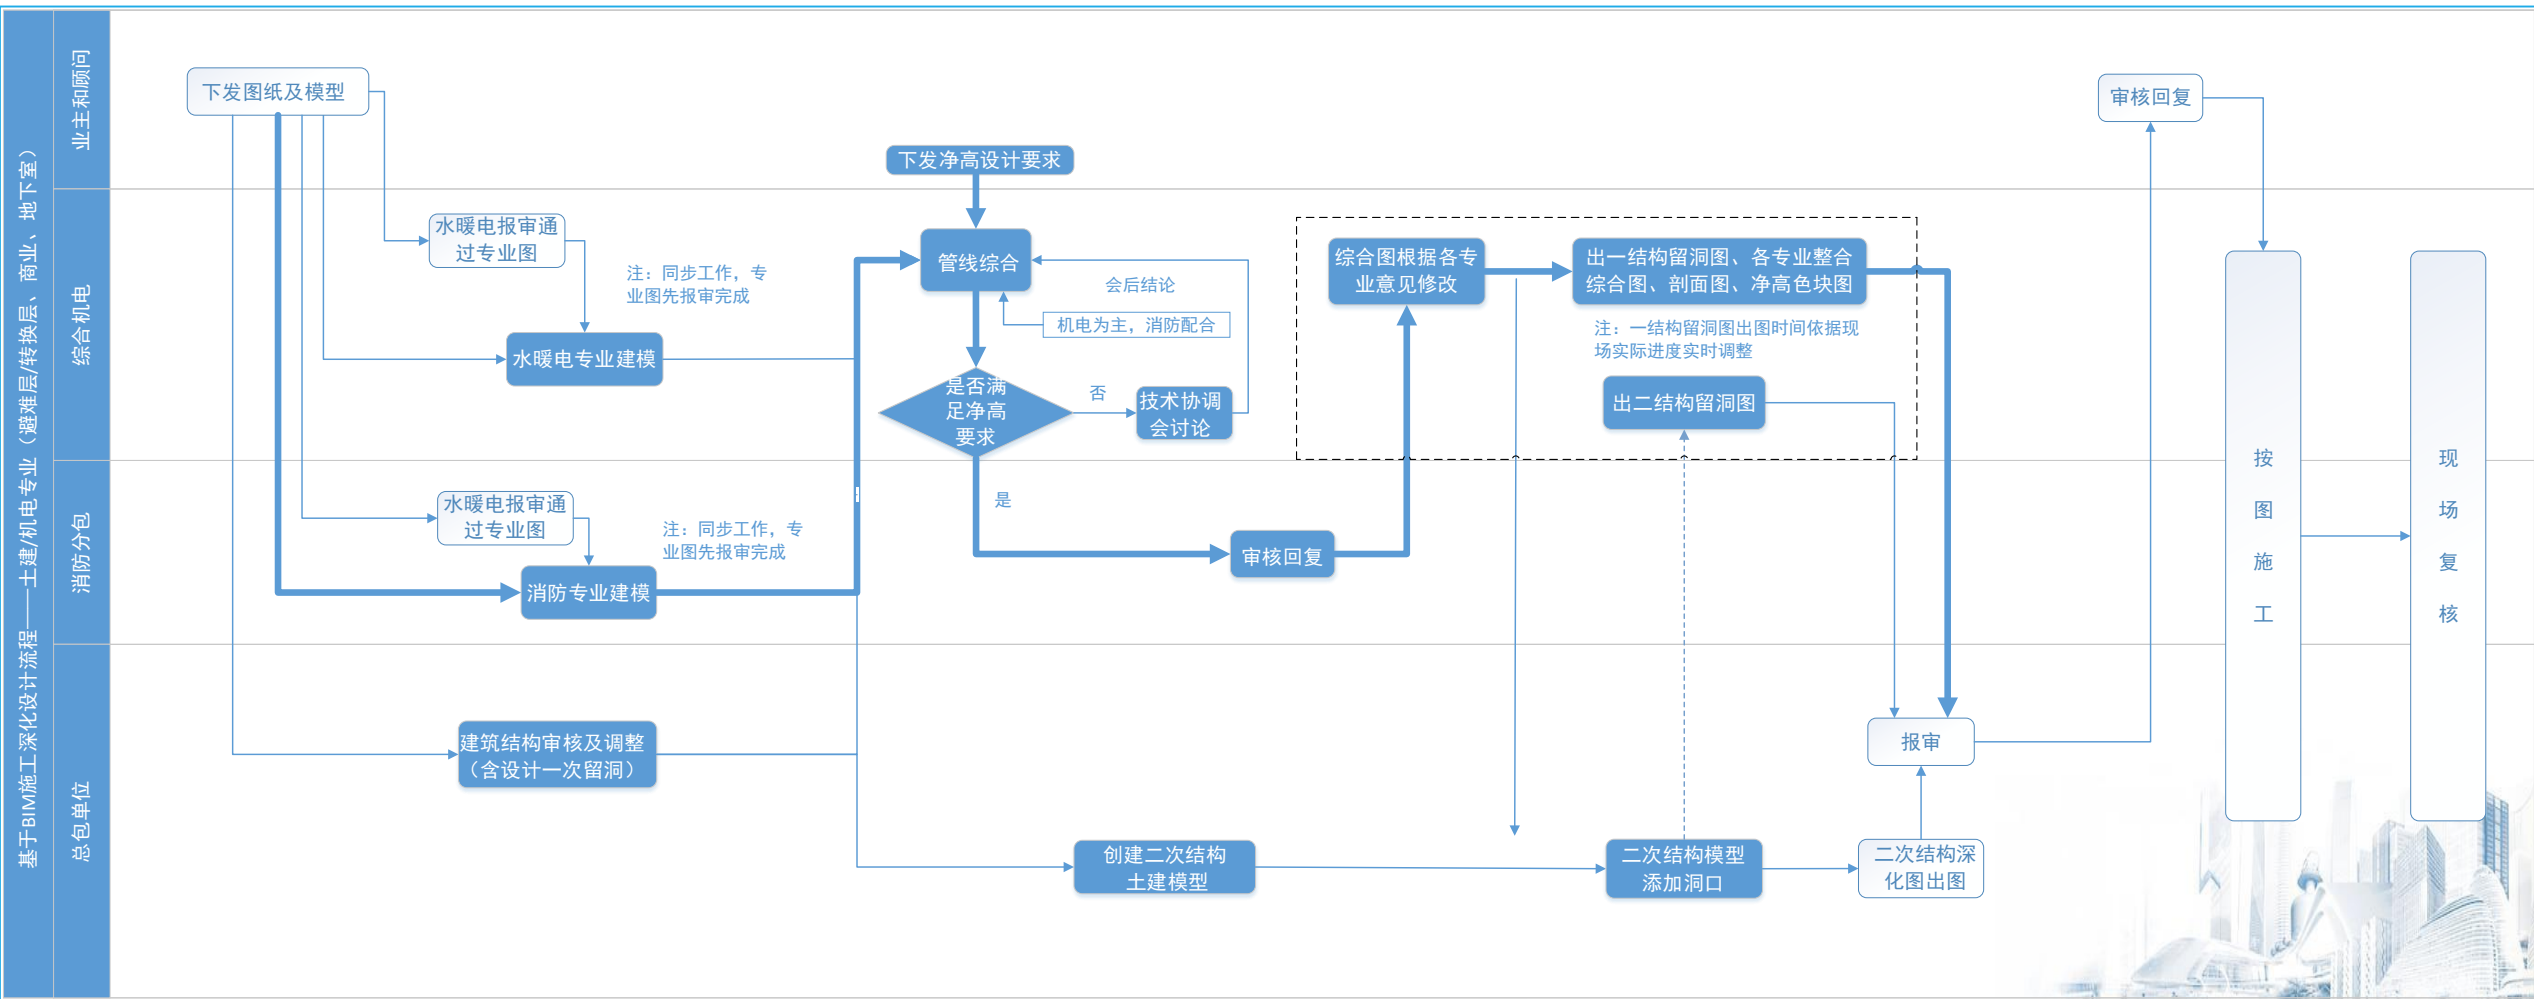 基于BIM施工深化设计流程——土建/机电专业（避难层/转换层、商业、地下室）
业主和顾问
下发图纸及模型
下发净高设计要求
审核回复
综合机电
水暖电报审通
过专业图
注：同步工作，专
业图先报审完成
水暖电专业建模
管线综合
会后结论
机电为主，消防配合
是否满
足净高
要求
否
技术协调
会讨论
综合图根据各专
业意见修改
出一结构留洞图、各专业整合
综合图、剖面图、净高色块图
注：一结构留洞图出图时间依据现
场实际进度实时调整
出二结构留洞图
消防分包
水暖电报审通
过专业图
注：同步工作，专
业图先报审完成
消防专业建模
是
审核回复
总包单位
建筑结构审核及调整
（含设计一次留洞）
创建二次结构
土建模型
二次结构模型
添加洞口
二次结构深
化图出图
报审
按
图
施
工
现
场
复
核